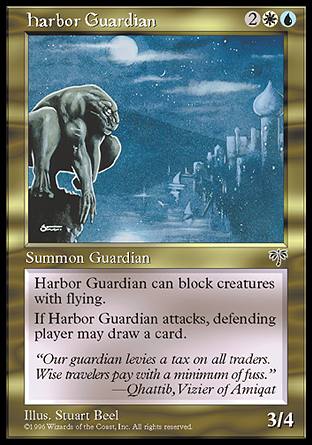 Harbor Guardian 2
Summon Guardian
Harbor Guardian can block creatures
with flying.
If Harbor Guardian attacks, defending
player may draw a card.
"Our guardian levies a tax on all traders.
Wise travelers pay with a minimum of fuss."
—Qhattib, Vizier of Amiqat
Illus. Stuart Beel
©1996 Wizards of the Coast, Inc. All rights reserved.
3/4